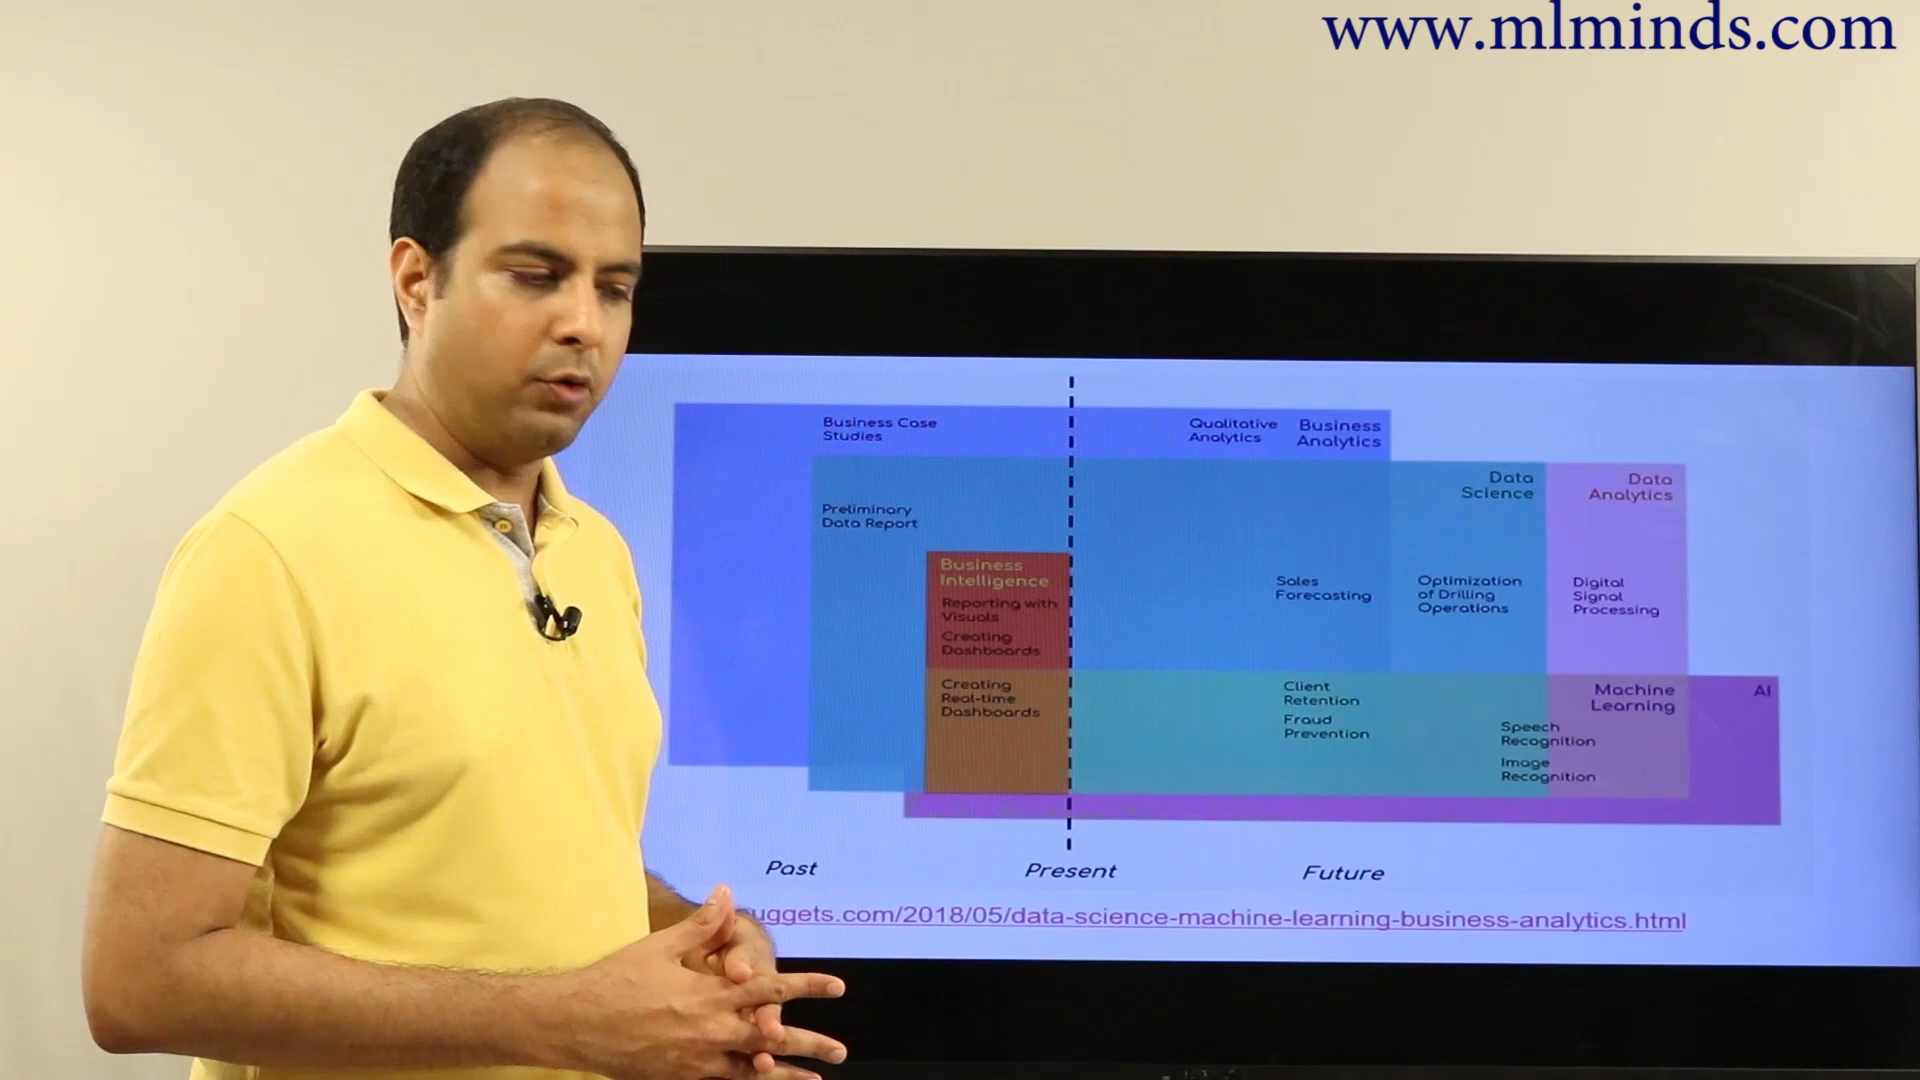 www.mlminds.com
Business Case
Studies
Qualitative
Analytics
Business
Analytics
Data
Science
Data
Analytics
Preliminary
Data Report
Business
Intelligence
Reporting with
Visuals
Creating
Dashboards
Sales
Forecasting
Optimization
of Drilling
Operations
Digital
Signal
Processing
Creating
Real-time
Dashboards
Client
Retention
Fraud
Prevention
Machine
Learning
AI
Speech
Recognition
Image
Recognition
Past
Present
Future
uggets.com/2018/05/data-science-machine-learning-business-analytics.html